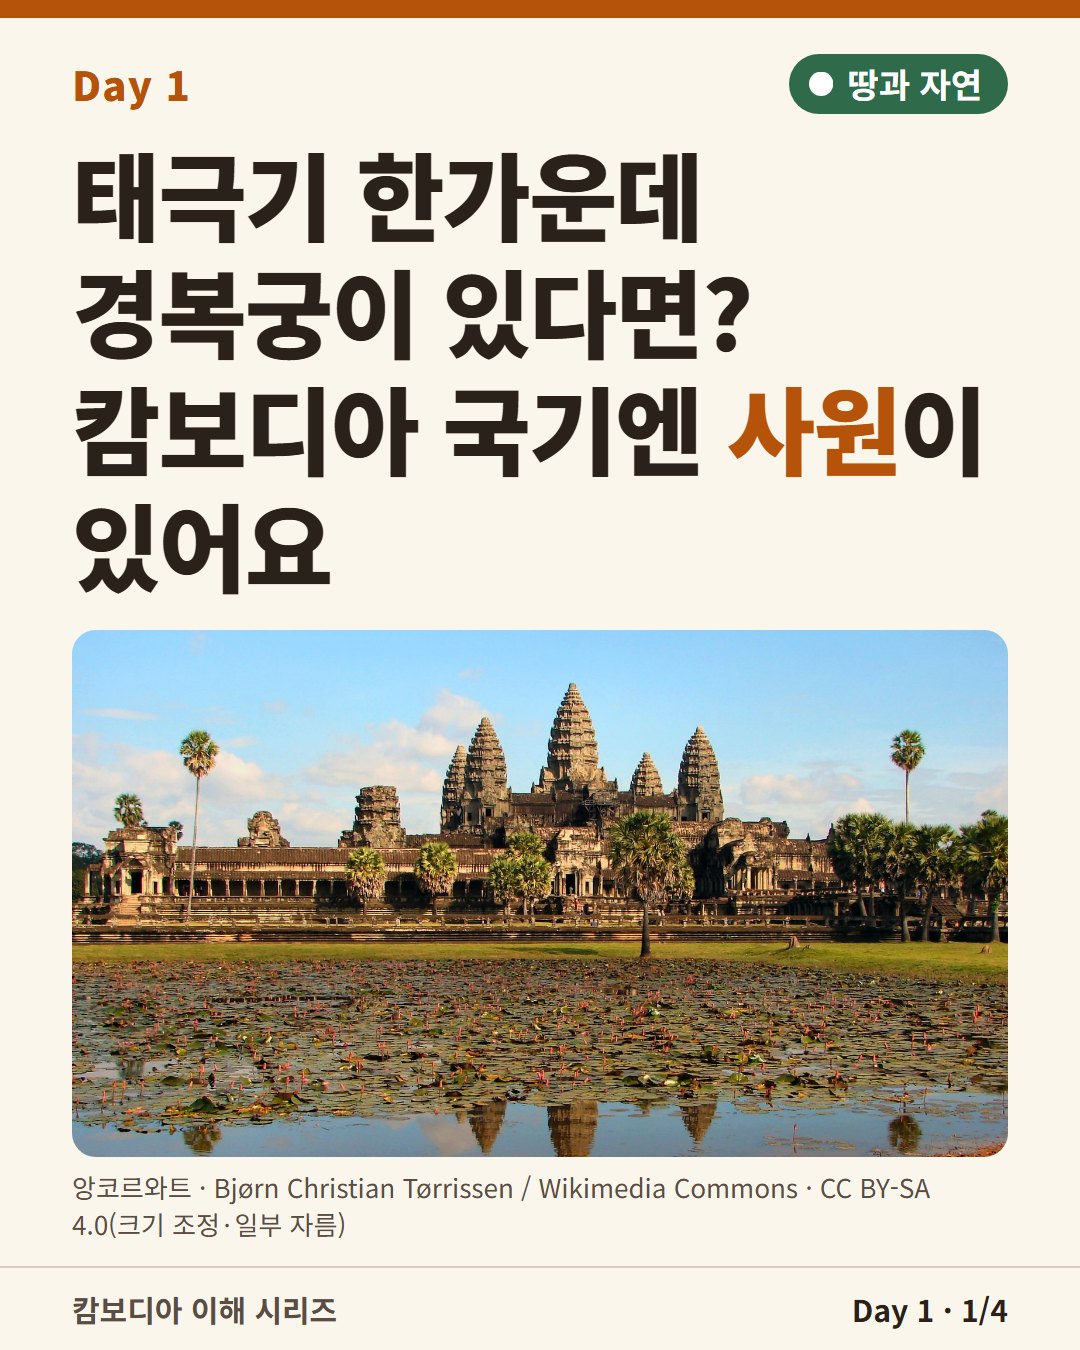 Day 1
땅과 자연
태극기 한가운데
경복궁이 있다면?
캄보디아 국기엔 사원이
있어요
앙코르와트 · Bjørn Christian Tørrissen / Wikimedia Commons · CC BY-SA
4.0(크기 조정·일부 자름)
캄보디아 이해 시리즈
Day 1 · 1/4